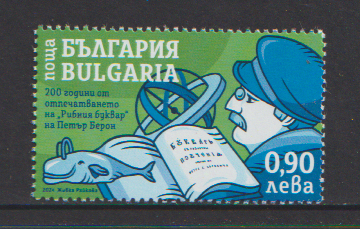 поща
БЪЛГАРИЯ
BULGARIA
200 години от
отпечатването
на „Рибния буквар"
на Петър Берон
0,90
лева